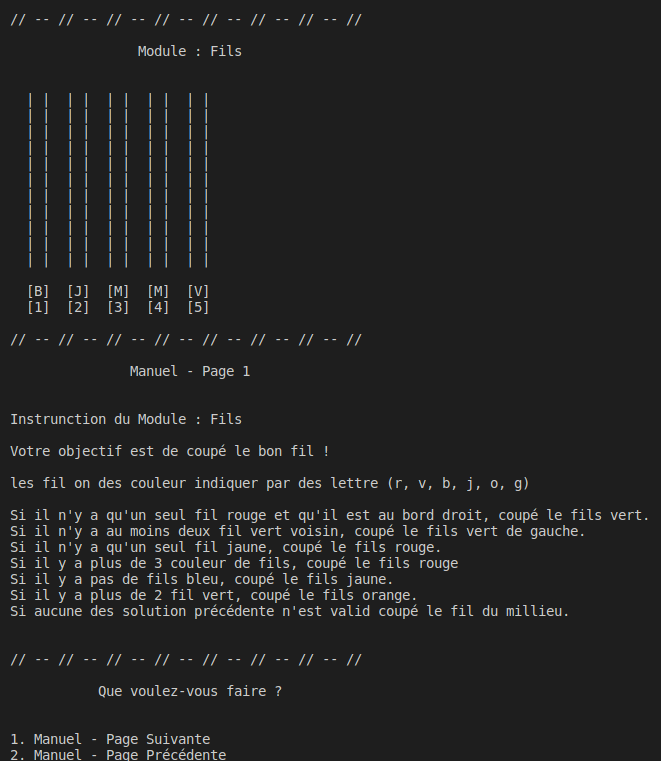 // -- // -- // -- // -- // -- // -- // -- //
Module : Fils
| |  | |  | |  | |  | |
| |  | |  | |  | |  | |
| |  | |  | |  | |  | |
| |  | |  | |  | |  | |
| |  | |  | |  | |  | |
| |  | |  | |  | |  | |
| |  | |  | |  | |  | |
| |  | |  | |  | |  | |
| |  | |  | |  | |  | |
| |  | |  | |  | |  | |
| |  | |  | |  | |  | |
[B]  [J]  [M]  [M]  [V]
[1]  [2]  [3]  [4]  [5]
// -- // -- // -- // -- // -- // -- // -- //
Manuel - Page 1
Instrunction du Module : Fils
Votre objectif est de coupé le bon fil !
les fil on des couleur indiquer par des lettre (r, v, b, j, o, g)
Si il n'y a qu'un seul fil rouge et qu'il est au bord droit, coupé le fils vert.
Si il n'y a au moins deux fil vert voisin, coupé le fils vert de gauche.
Si il n'y a qu'un seul fil jaune, coupé le fils rouge.
Si il y a plus de 3 couleur de fils, coupé le fils rouge
Si il y a pas de fils bleu, coupé le fils jaune.
Si il y a plus de 2 fil vert, coupé le fils orange.
Si aucune des solution précédente n'est valid coupé le fil du millieu.
// -- // -- // -- // -- // -- // -- // -- //
Que voulez-vous faire ?
1. Manuel - Page Suivante
2. Manuel - Page Précédente